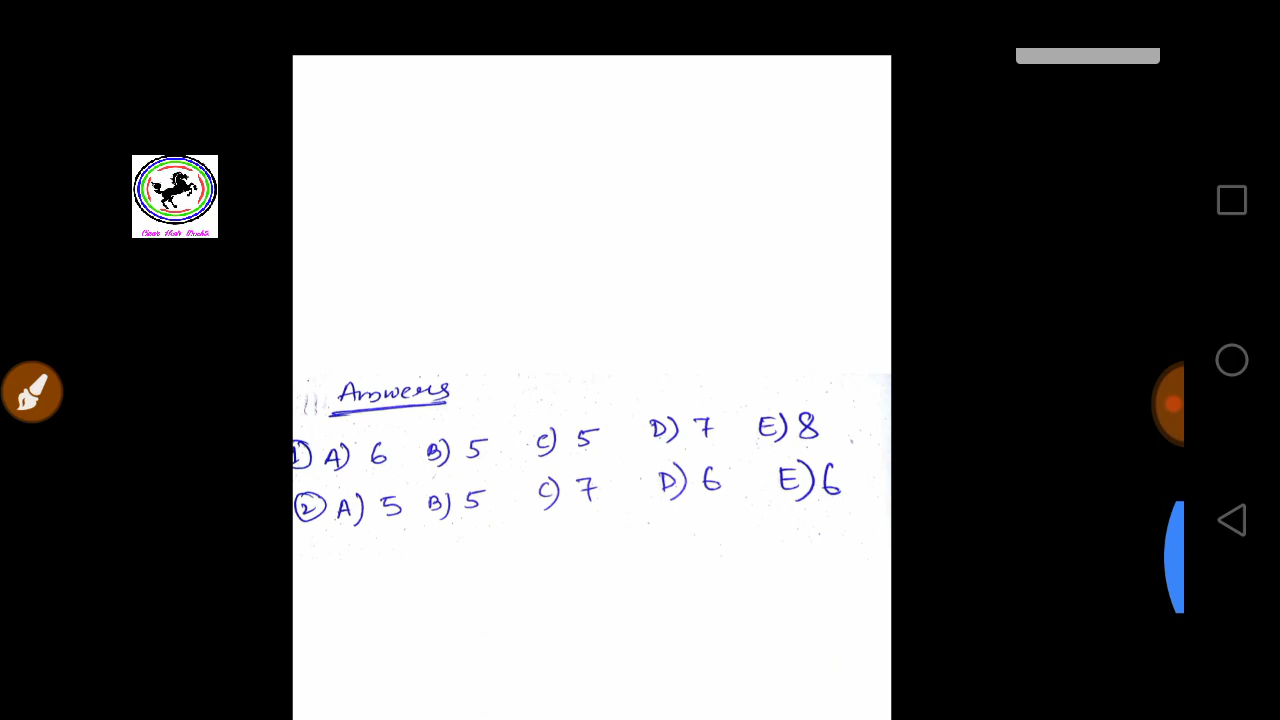 Answers
1) A) 6 B) 5 C) 5 D) 7 E) 8
2) A) 5 B) 5 C) 7 D) 6 E) 6